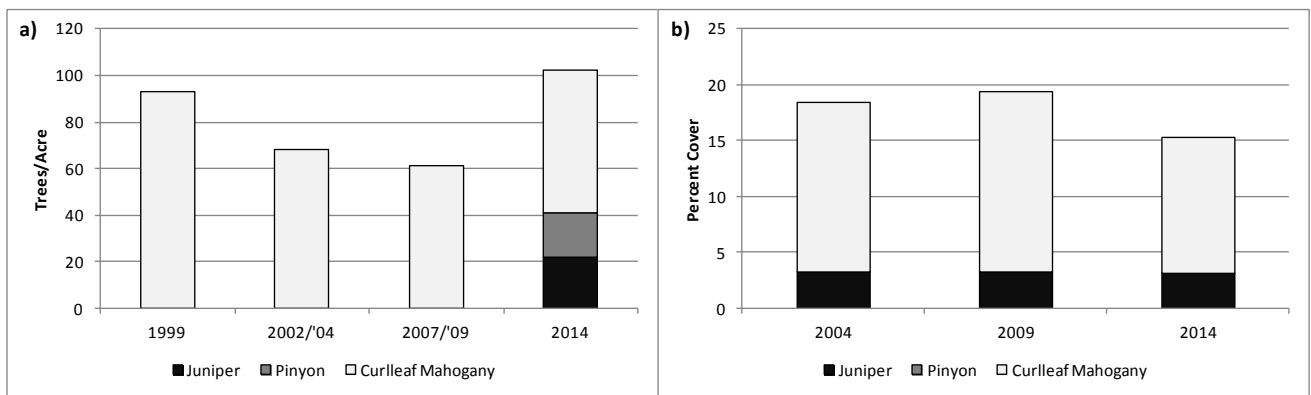 a)
120
100
80
60
40
20
0
Trees/Acre
1999 2002/'04 2007/'09 2014
Juniper Pinyon Curlleaf Mahogany
b)
25
20
15
10
5
0
Percent Cover
2004 2009 2014
Juniper Pinyon Curlleaf Mahogany